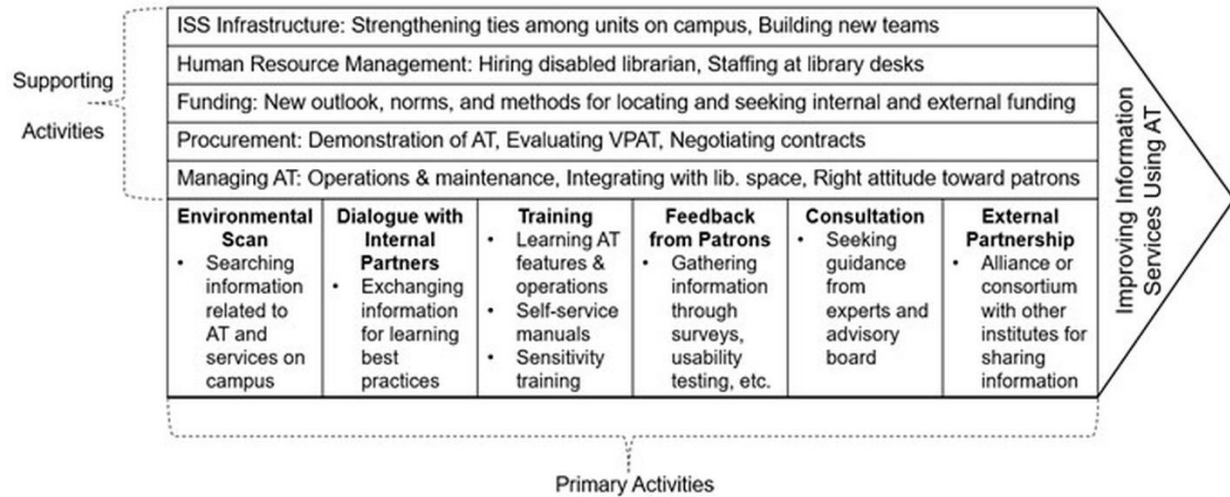 Supporting
Activities
ISS Infrastructure: Strengthening ties among units on campus, Building new teams
Human Resource Management: Hiring disabled librarian, Staffing at library desks
Funding: New outlook, norms, and methods for locating and seeking internal and external funding
Procurement: Demonstration of AT, Evaluating VPAT, Negotiating contracts
Managing AT: Operations & maintenance, Integrating with lib. space, Right attitude toward patrons
Environmental
Scan
• Searching
information
related to
AT and
services on
campus
Dialogue with
Internal
Partners
• Exchanging
information
for learning
best
practices
Training
• Learning AT
features &
operations
• Self-service
manuals
• Sensitivity
training
Feedback
from Patrons
• Gathering
information
through
surveys,
usability
testing, etc.
Consultation
• Seeking
guidance
from
experts and
advisory
board
External
Partnership
• Alliance or
consortium
with other
institutes for
sharing
information
Improving Information
Services Using AT
Primary Activities